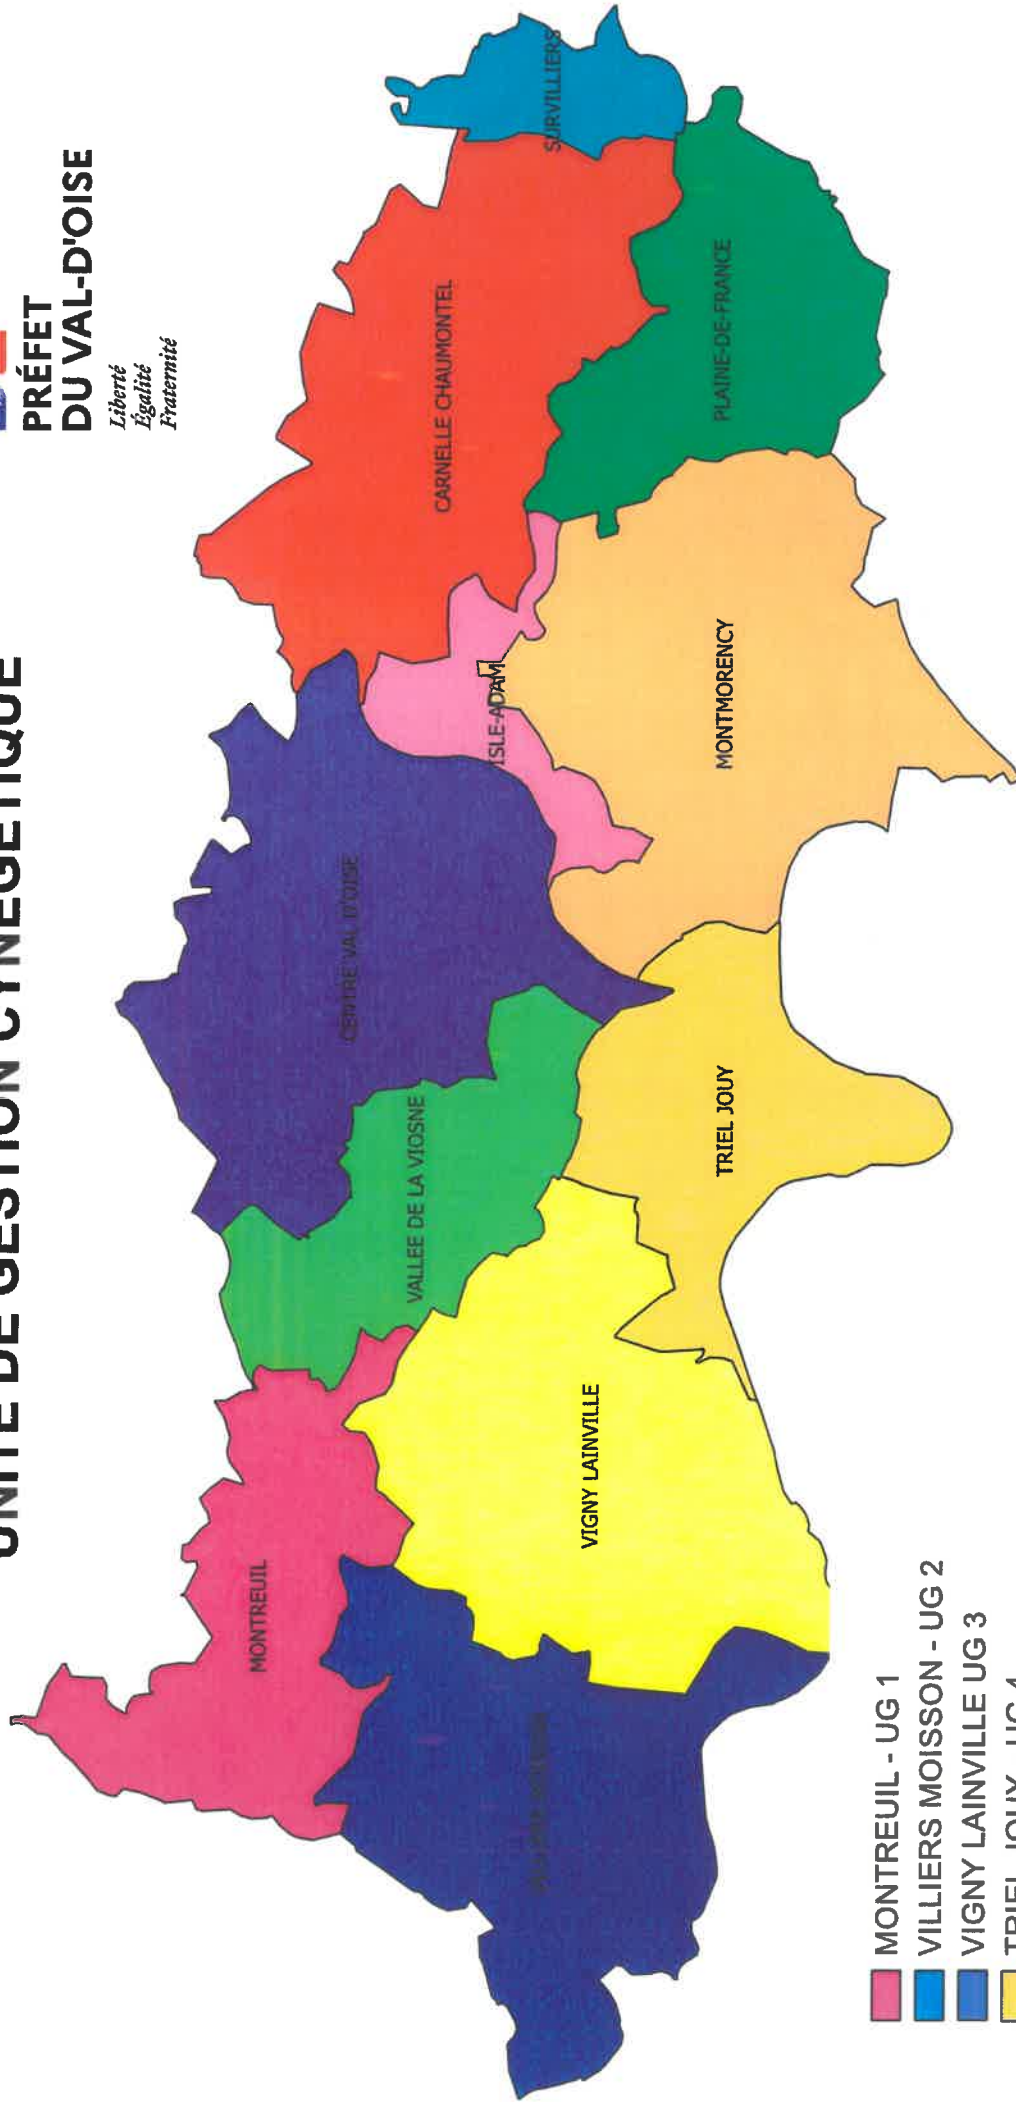 PRÉFET
DU VAL-D'OISE
Liberté
Égalité
Fraternité
UNITE DE GESTION CYNEGETIQUE
SURVILLIERS
CARNELLE CHAUMONTEL
PLAINE-DE-FRANCE
ISLE-ADAM
MONTMORENCY
CENTRE VAL D'OISE
VALLEE DE LA VIOSNE
TRIEL JOUY
VIGNY LAINVILLE
MONTREUIL
MONTREUIL - UG 1
VILLIERS MOISSON - UG 2
VIGNY LAINVILLE UG 3